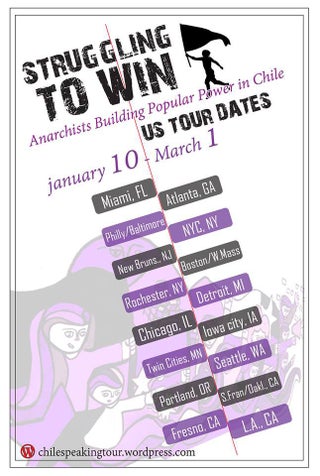 STRUGGLING
TO WIN
Anarchists Building Popular Power in Chile
US TOUR DATES
january 10 - March 1
Miami, FL
Atlanta, GA
Philly/Baltimore
NYC, NY
New Bruns., NJ
Boston/W.Mass
Rochester, NY
Detroit, MI
Chicago, IL
Iowa city, IA
Twin Cities, MN
Seattle, WA
Portland, OR
S.Fran/Oakl., CA
Fresno, CA
L.A., CA
chilespeakingtour.wordpress.com